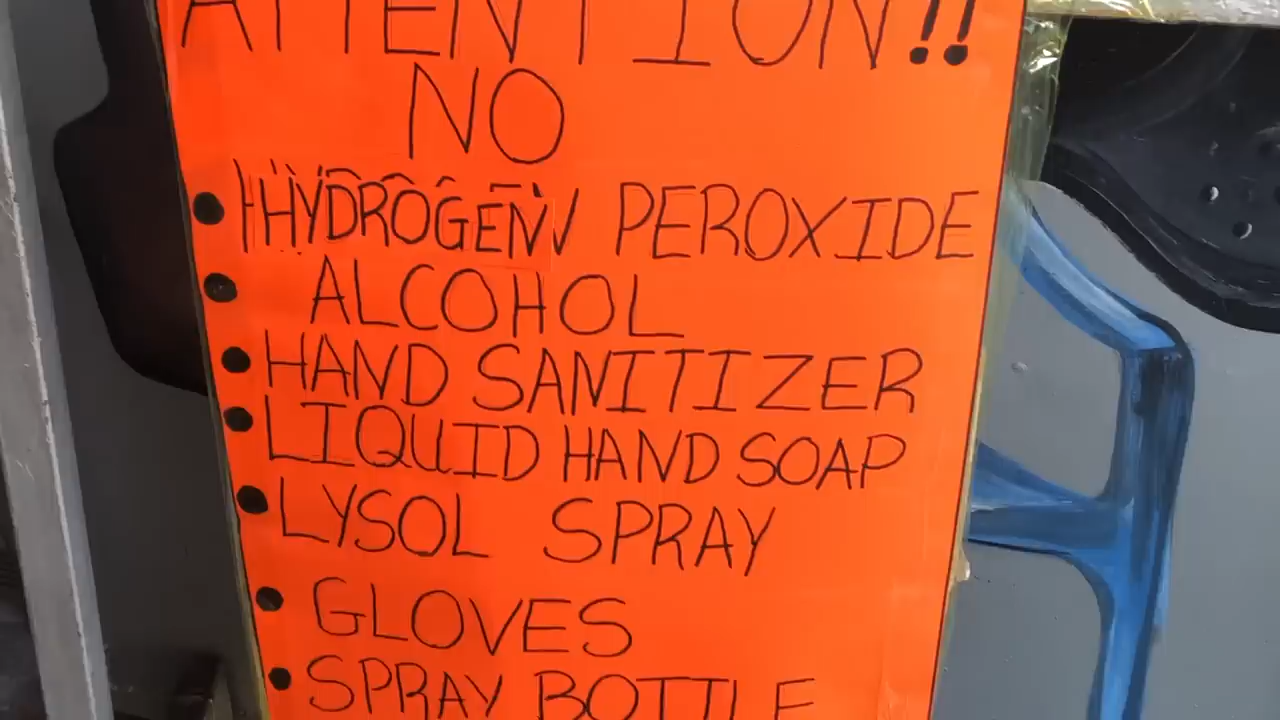 ATTENTION!!
NO
HYDROGEN PEROXIDE
ALCOHOL
HAND SANITIZER
LIQUID HAND SOAP
LYSOL SPRAY
GLOVES
SPRAY BOTTLE